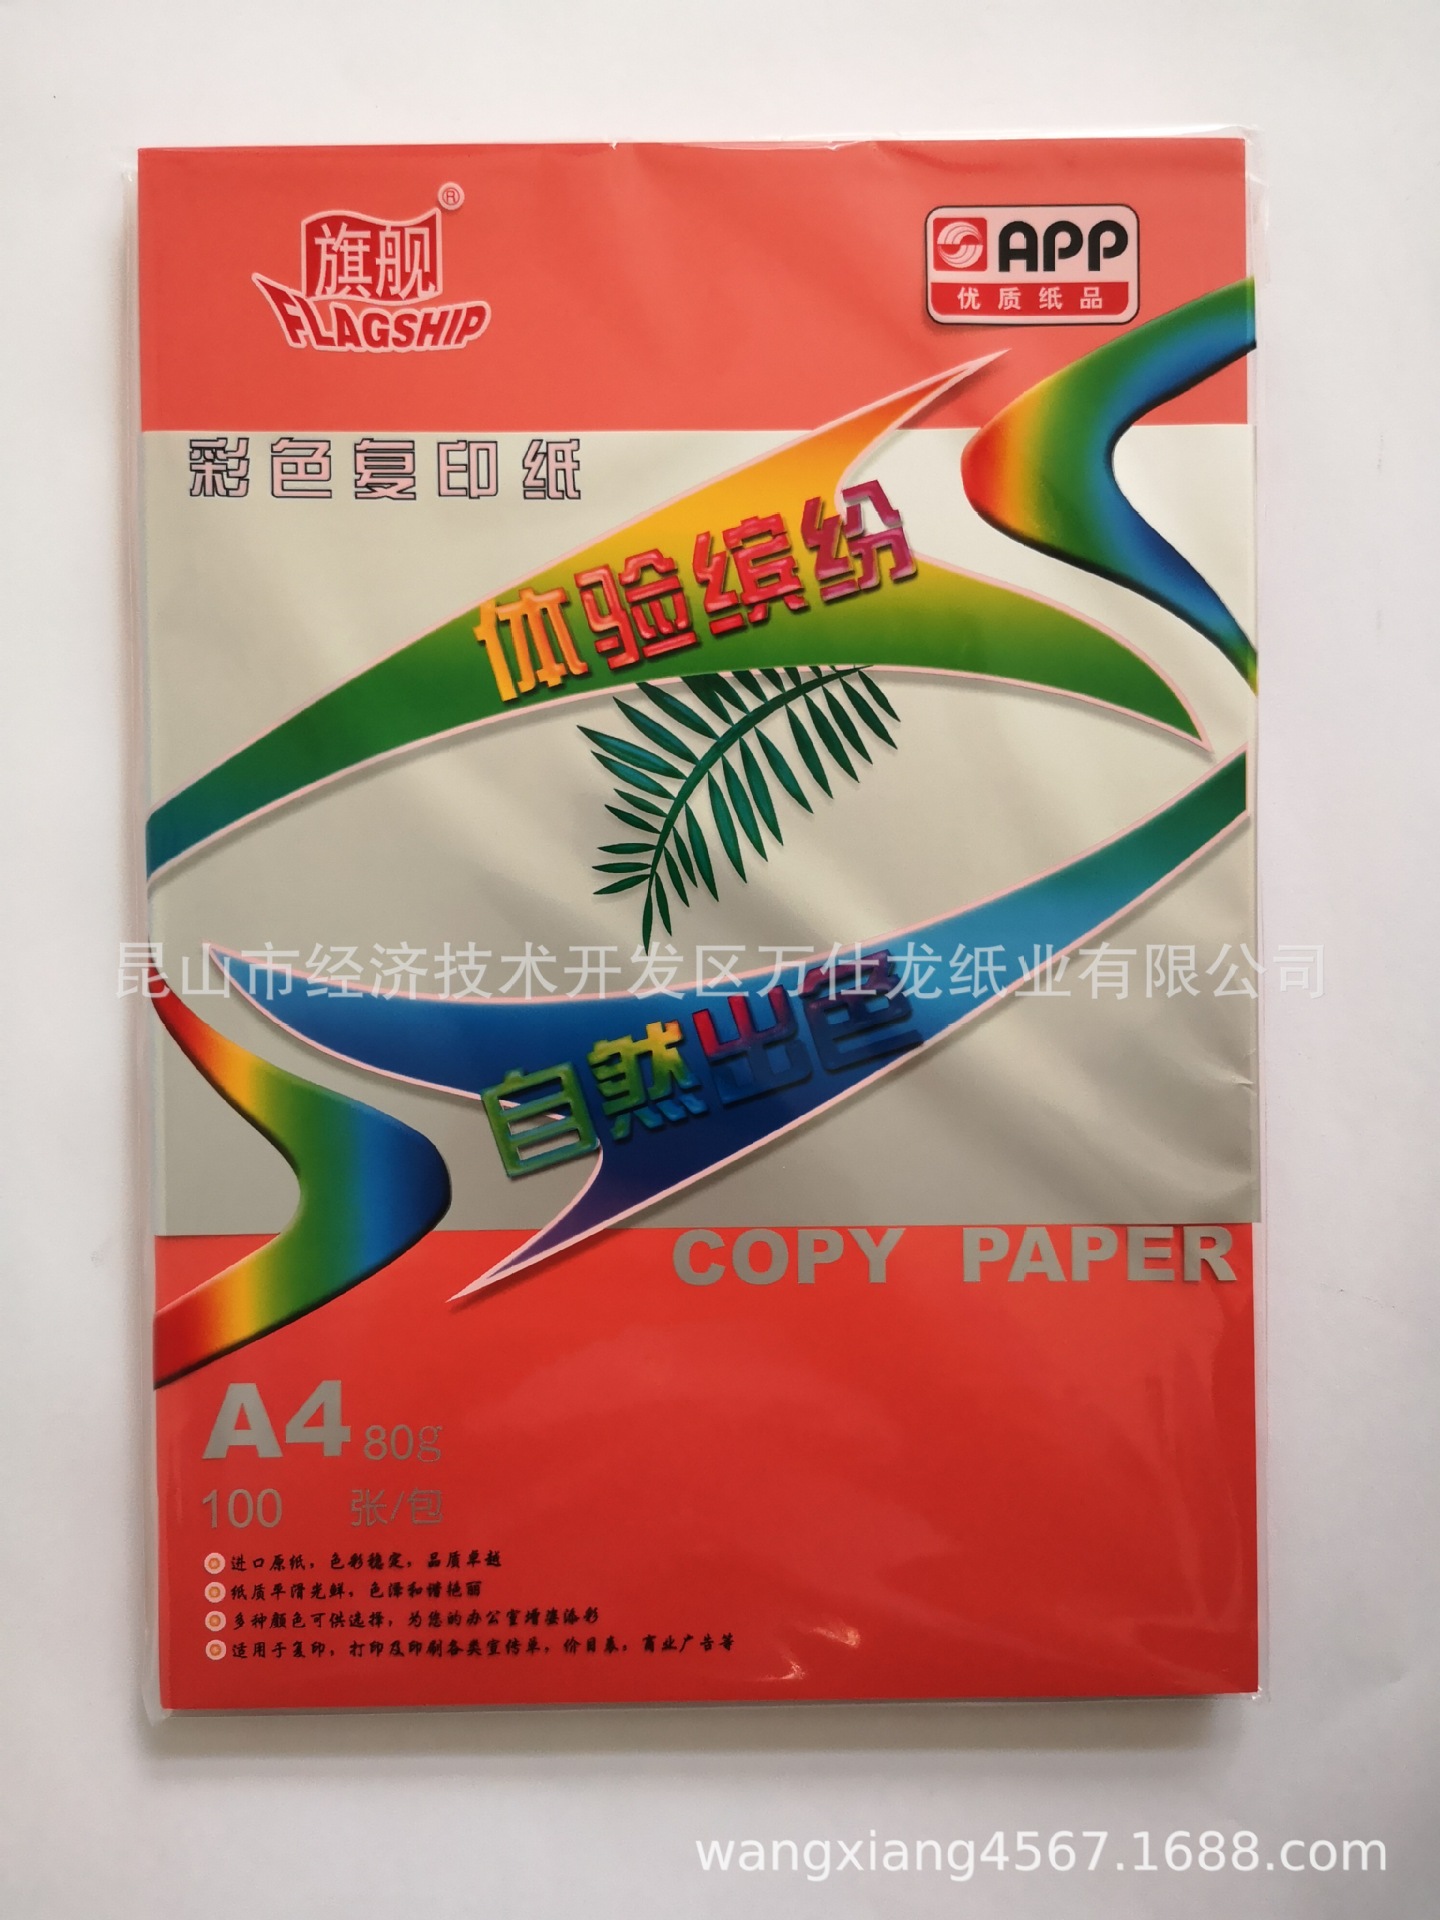 旗舰®
FLAGSHIP
APP
优质纸品
彩色复印纸
体验缤纷
昆山市经济技术开发区万仕龙纸业有限公司
自然出色
COPY PAPER
A4 80g
100 张/包
进口原纸，色彩稳定，品质卓越
纸质平滑光鲜，色泽和谐艳丽
多种颜色可供选择，为您的办公室增姿添彩
适用于复印，打印及印刷各类宣传单，价目表，商业广告等
wangxiang4567.1688.com